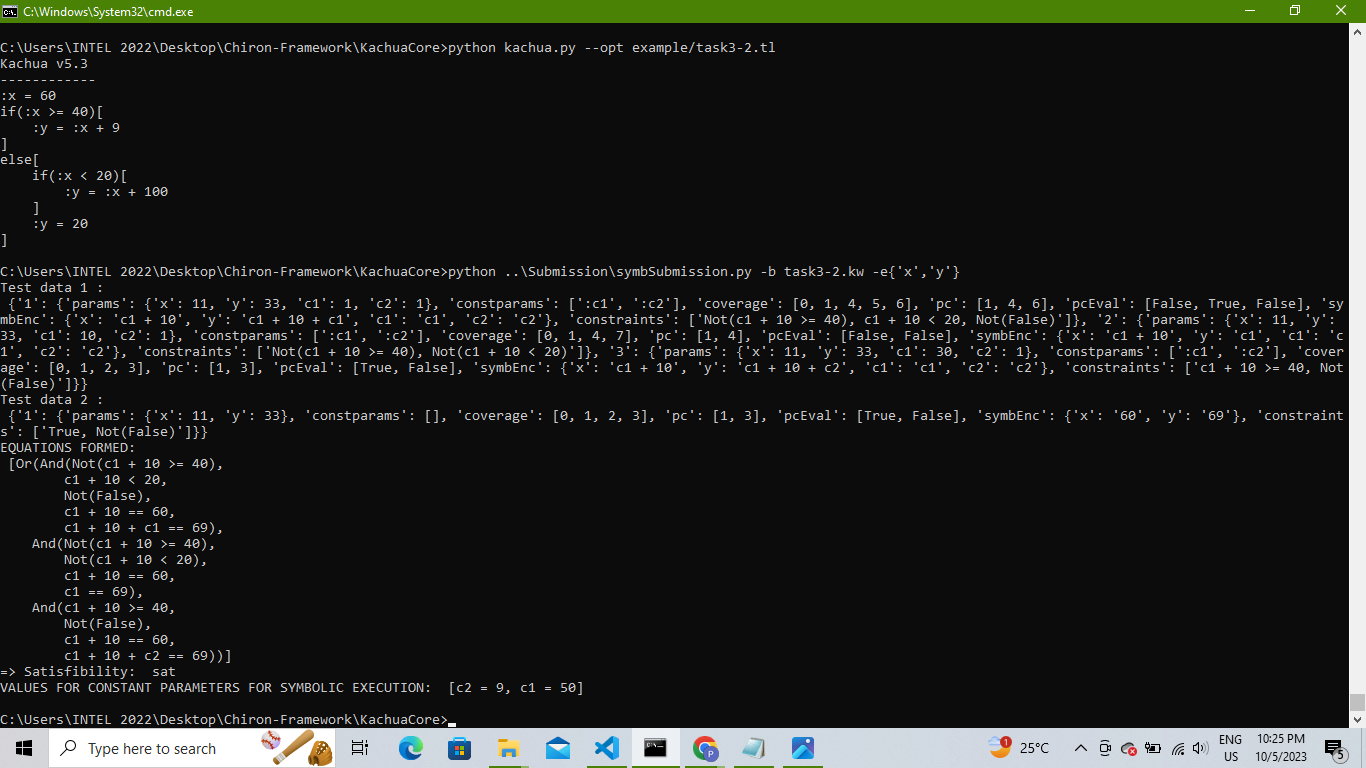 C:\Windows\System32\cmd.exe
C:\Users\INTEL 2022\Desktop\Chiron-Framework\KachuaCore>python kachua.py --opt example/task3-2.tl
Kachua v5.3
------------
:x = 60
if(:x >= 40)[
    :y = :x + 9
]
else[
    if(:x < 20)[
        :y = :x + 100
    ]
    :y = 20
]
C:\Users\INTEL 2022\Desktop\Chiron-Framework\KachuaCore>python ..\Submission\symbSubmission.py -b task3-2.kw -e{'x','y'}
Test data 1 :
 {'1': {'params': {'x': 11, 'y': 33, 'c1': 1, 'c2': 1}, 'constparams': [':c1', ':c2'], 'coverage': [0, 1, 4, 5, 6], 'pc': [1, 4, 6], 'pcEval': [False, True, False], 'sy
mbEnc': {'x': 'c1 + 10', 'y': 'c1 + 10 + c1', 'c1': 'c1', 'c2': 'c2'}, 'constraints': ['Not(c1 + 10 >= 40), c1 + 10 < 20, Not(False)']}, '2': {'params': {'x': 11, 'y':
33, 'c1': 10, 'c2': 1}, 'constparams': [':c1', ':c2'], 'coverage': [0, 1, 4, 7], 'pc': [1, 4], 'pcEval': [False, False], 'symbEnc': {'x': 'c1 + 10', 'y': 'c1', 'c1': 'c
1', 'c2': 'c2'}, 'constraints': ['Not(c1 + 10 >= 40), Not(c1 + 10 < 20)']}, '3': {'params': {'x': 11, 'y': 33, 'c1': 30, 'c2': 1}, 'constparams': [':c1', ':c2'], 'cover
age': [0, 1, 2, 3], 'pc': [1, 3], 'pcEval': [True, False], 'symbEnc': {'x': 'c1 + 10', 'y': 'c1 + 10 + c2', 'c1': 'c1', 'c2': 'c2'}, 'constraints': ['c1 + 10 >= 40, Not
(False)']}}
Test data 2 :
 {'1': {'params': {'x': 11, 'y': 33}, 'constparams': [], 'coverage': [0, 1, 2, 3], 'pc': [1, 3], 'pcEval': [True, False], 'symbEnc': {'x': '60', 'y': '69'}, 'constraint
s': ['True, Not(False)']}}
EQUATIONS FORMED:
 [Or(And(Not(c1 + 10 >= 40),
        c1 + 10 < 20,
        Not(False),
        c1 + 10 == 60,
        c1 + 10 + c1 == 69),
    And(Not(c1 + 10 >= 40),
        Not(c1 + 10 < 20),
        c1 + 10 == 60,
        c1 == 69),
    And(c1 + 10 >= 40,
        Not(False),
        c1 + 10 == 60,
        c1 + 10 + c2 == 69))]
=> Satisfibility:  sat
VALUES FOR CONSTANT PARAMETERS FOR SYMBOLIC EXECUTION:  [c2 = 9, c1 = 50]
C:\Users\INTEL 2022\Desktop\Chiron-Framework\KachuaCore>
Type here to search
1
25°C
ENG
US
10:25 PM
10/5/2023
5